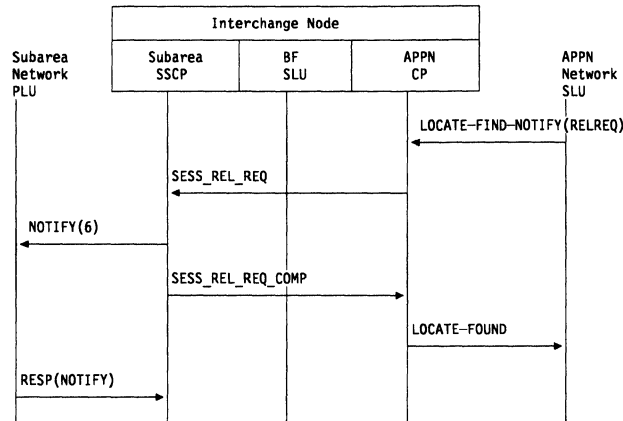 Interchange Node
Subarea
Network
PLU
Subarea
SSCP
BF
SLU
APPN
CP
APPN
Network
SLU
LOCATE-FIND-NOTIFY(RELREQ)
SESS_REL_REQ
NOTIFY(6)
SESS_REL_REQ_COMP
LOCATE-FOUND
RESP(NOTIFY)